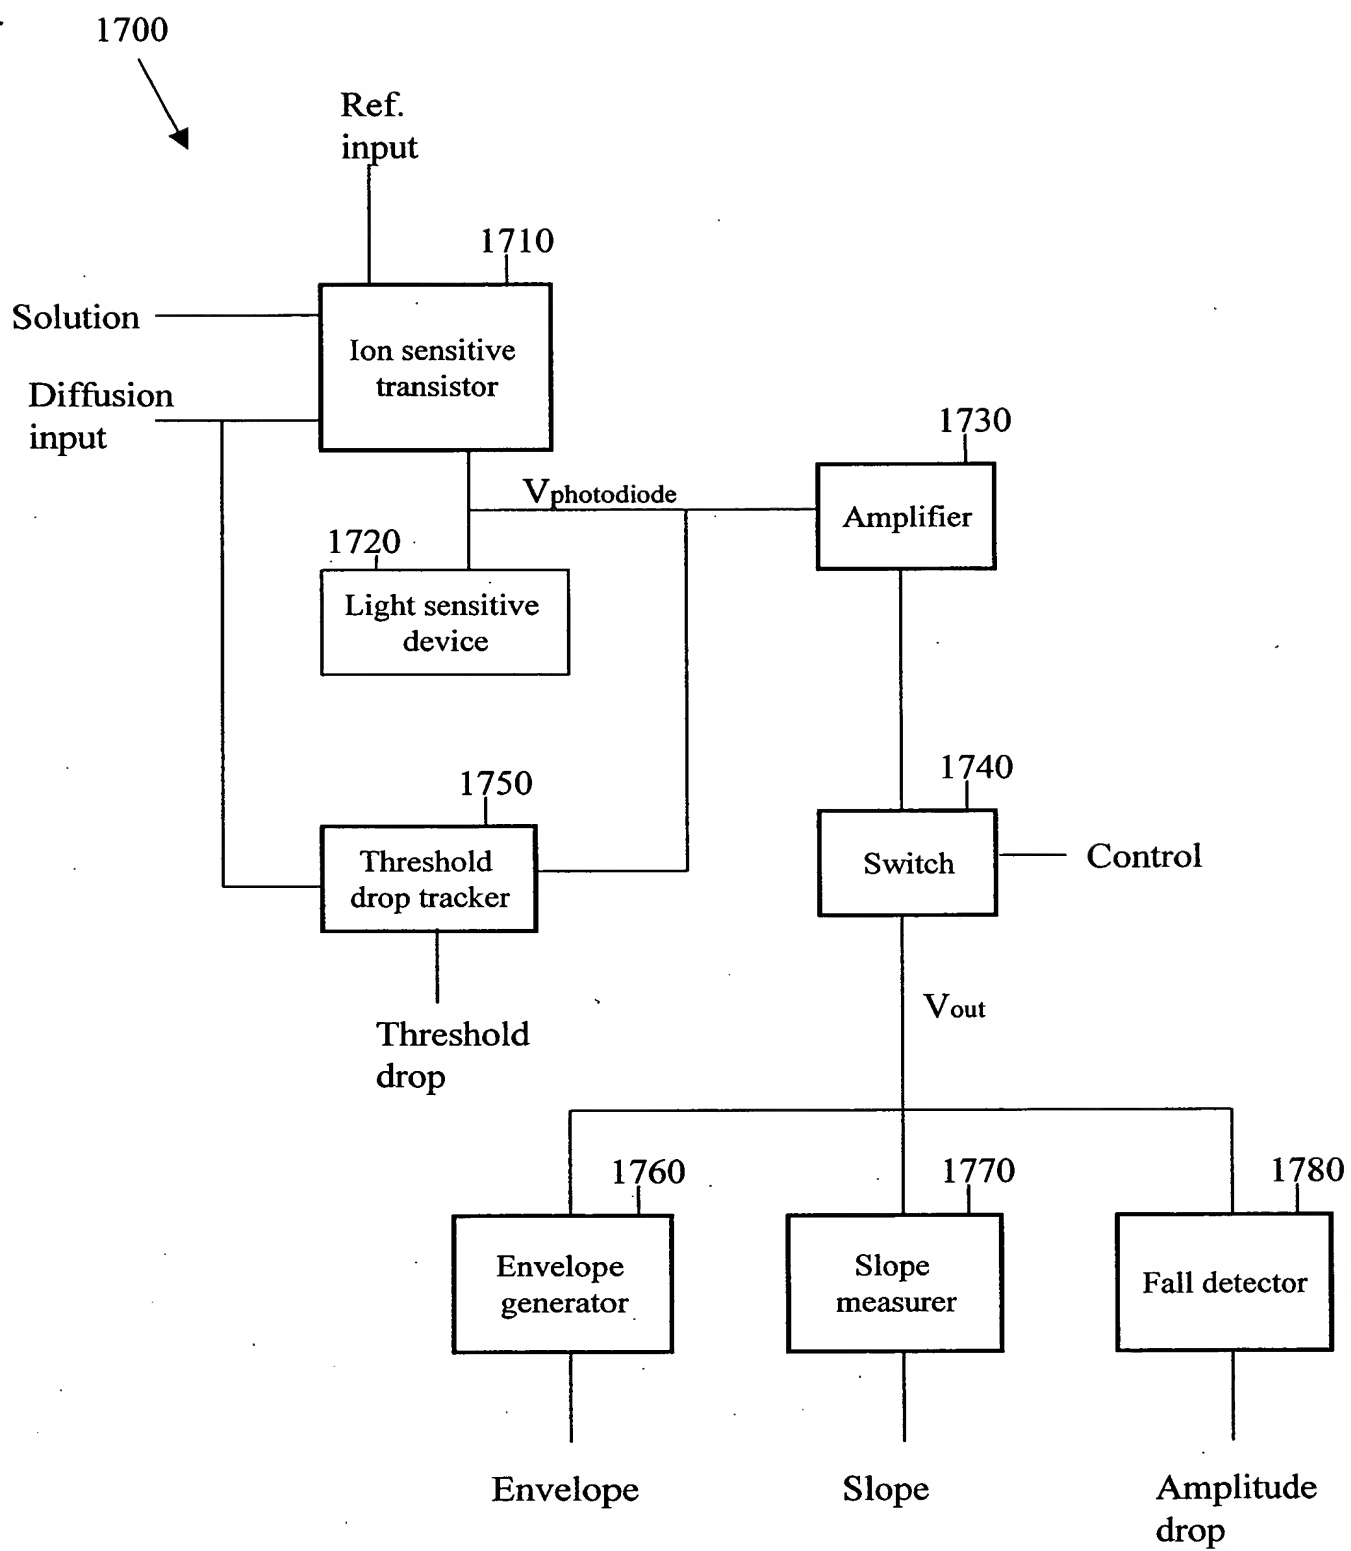 1700
Ref.
input
1710
Solution
Ion sensitive
transistor
Diffusion
input
1730
Vphotodiode
Amplifier
1720
Light sensitive
device
1740
1750
Switch
Control
Threshold
drop tracker
Vout
Threshold
drop
1760
1770
1780
Envelope
generator
Slope
measurer
Fall detector
Envelope
Slope
Amplitude
drop